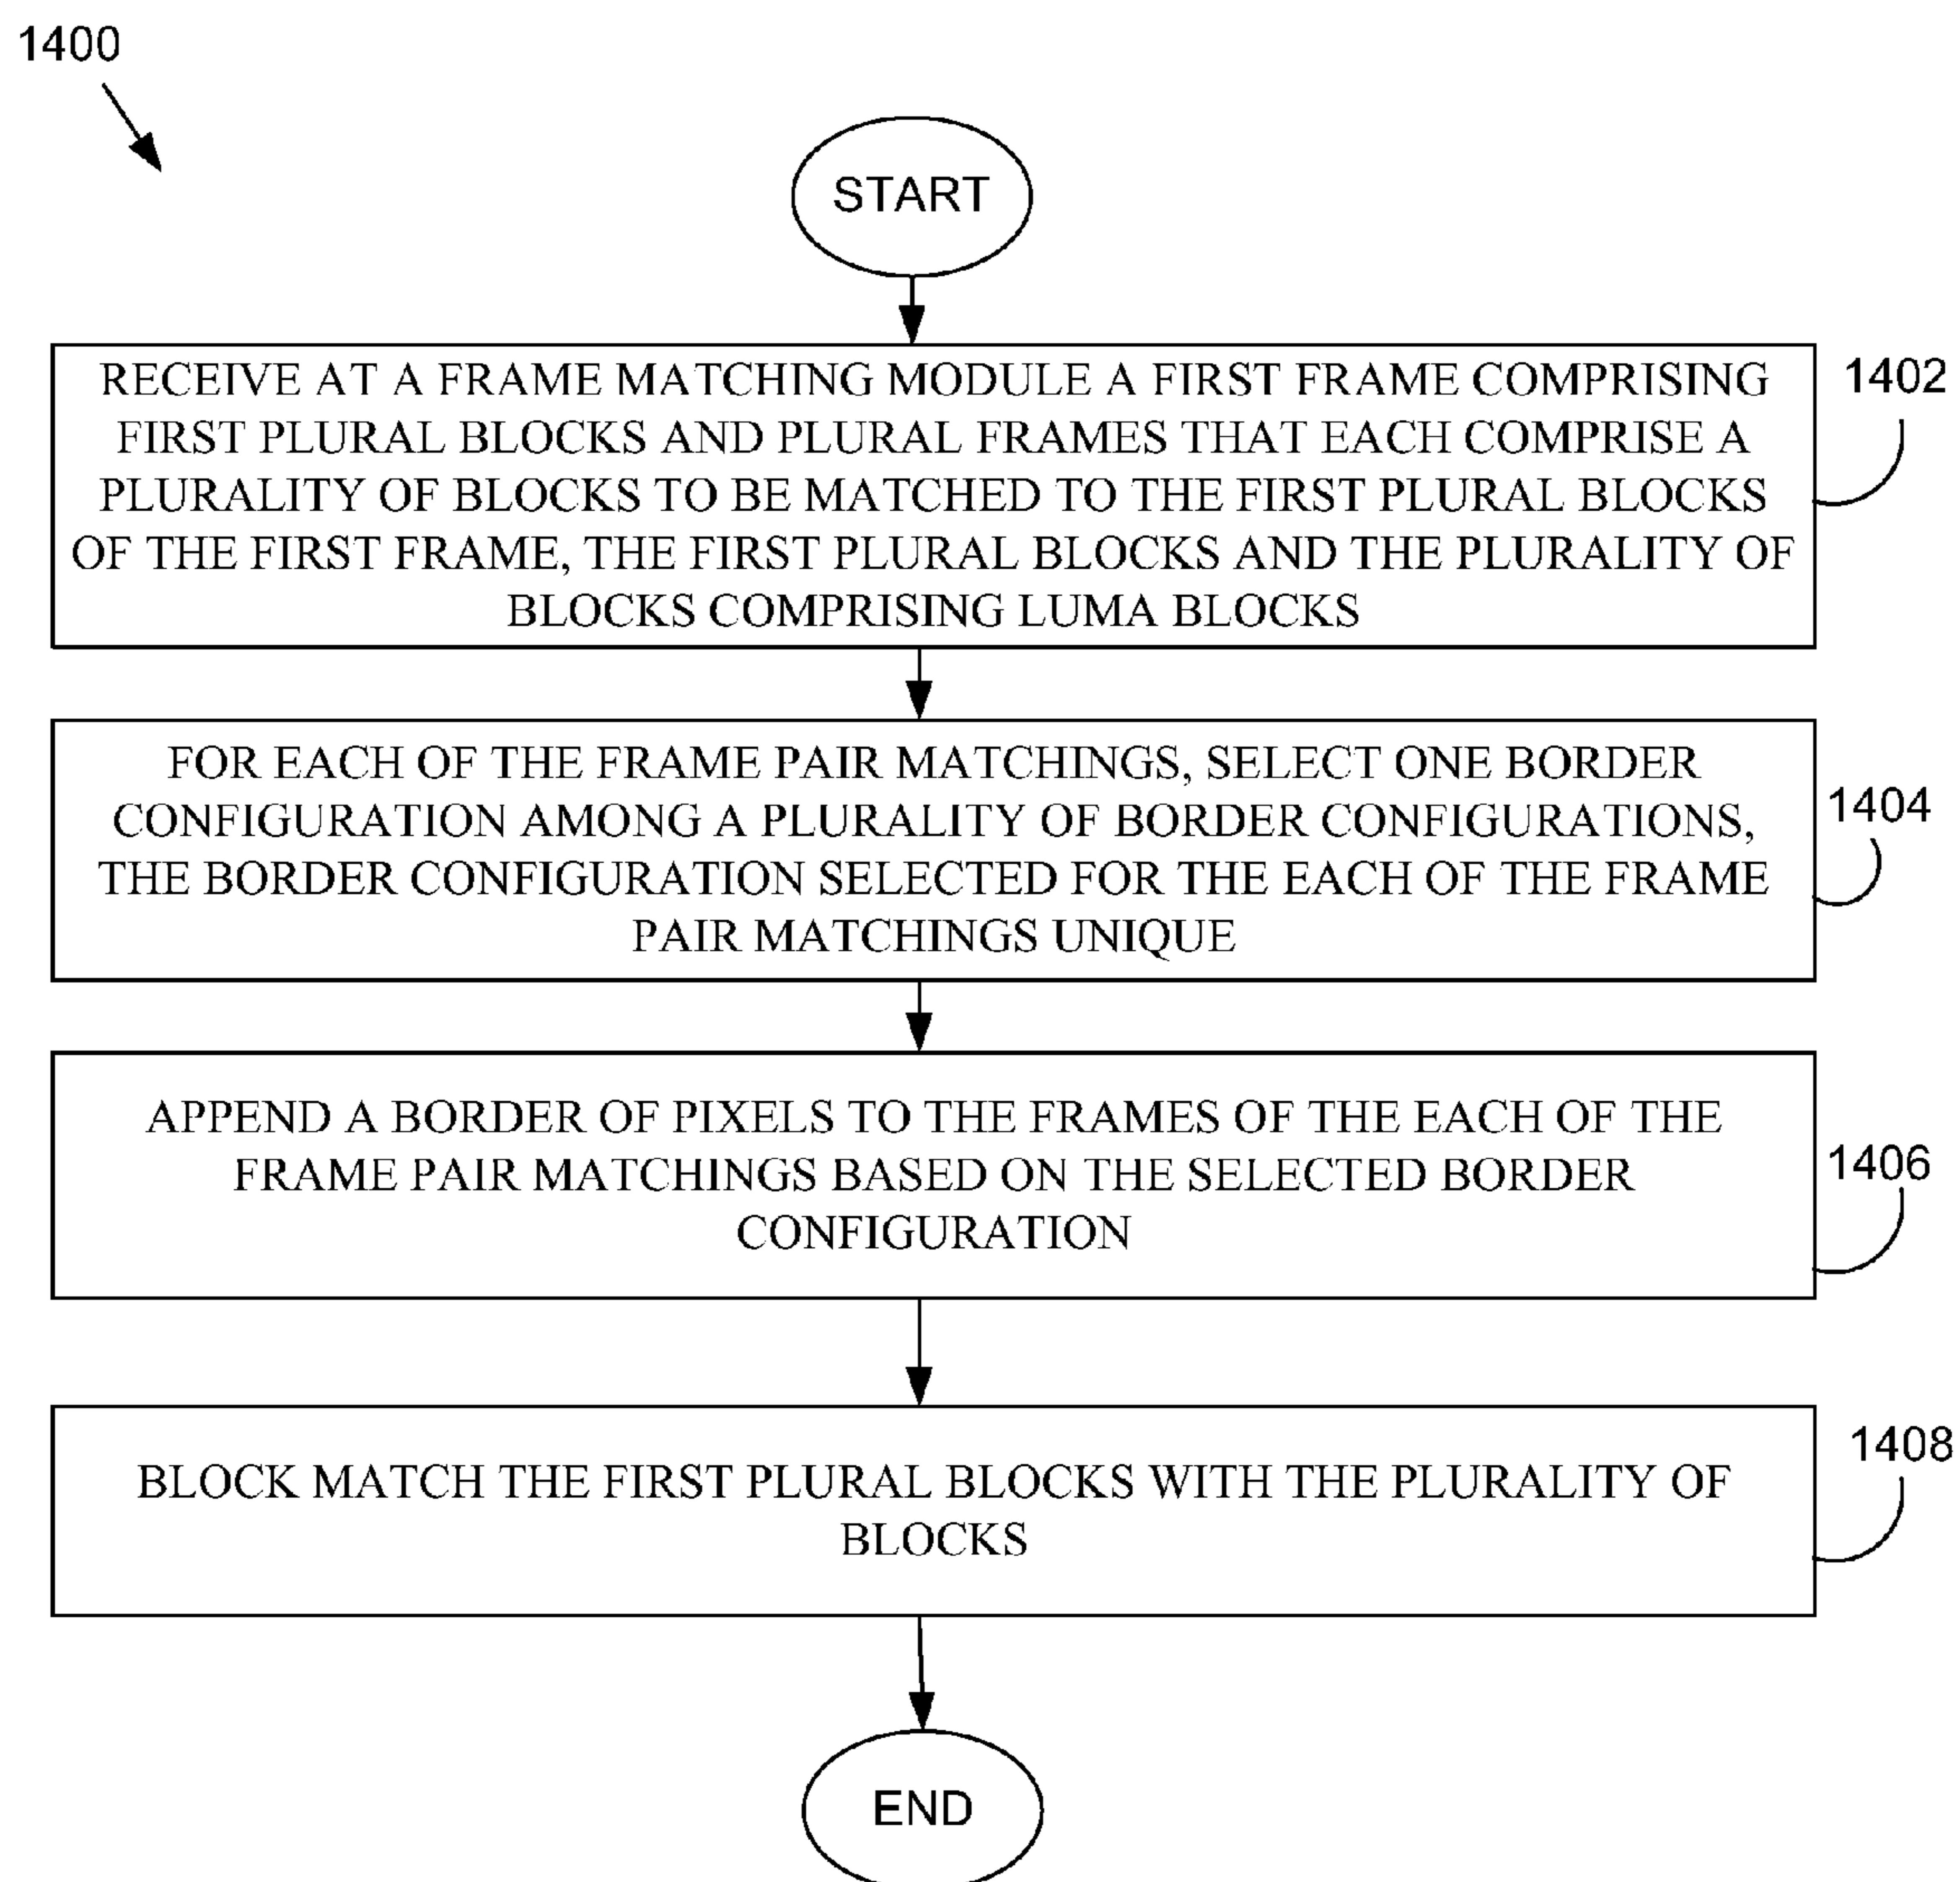 1400
START
RECEIVE AT A FRAME MATCHING MODULE A FIRST FRAME COMPRISING
FIRST PLURAL BLOCKS AND PLURAL FRAMES THAT EACH COMPRISE A
PLURALITY OF BLOCKS TO BE MATCHED TO THE FIRST PLURAL BLOCKS
OF THE FIRST FRAME, THE FIRST PLURAL BLOCKS AND THE PLURALITY OF
BLOCKS COMPRISING LUMA BLOCKS
1402
FOR EACH OF THE FRAME PAIR MATCHINGS, SELECT ONE BORDER
CONFIGURATION AMONG A PLURALITY OF BORDER CONFIGURATIONS,
THE BORDER CONFIGURATION SELECTED FOR THE EACH OF THE FRAME
PAIR MATCHINGS UNIQUE
1404
APPEND A BORDER OF PIXELS TO THE FRAMES OF THE EACH OF THE
FRAME PAIR MATCHINGS BASED ON THE SELECTED BORDER
CONFIGURATION
1406
BLOCK MATCH THE FIRST PLURAL BLOCKS WITH THE PLURALITY OF
BLOCKS
1408
END